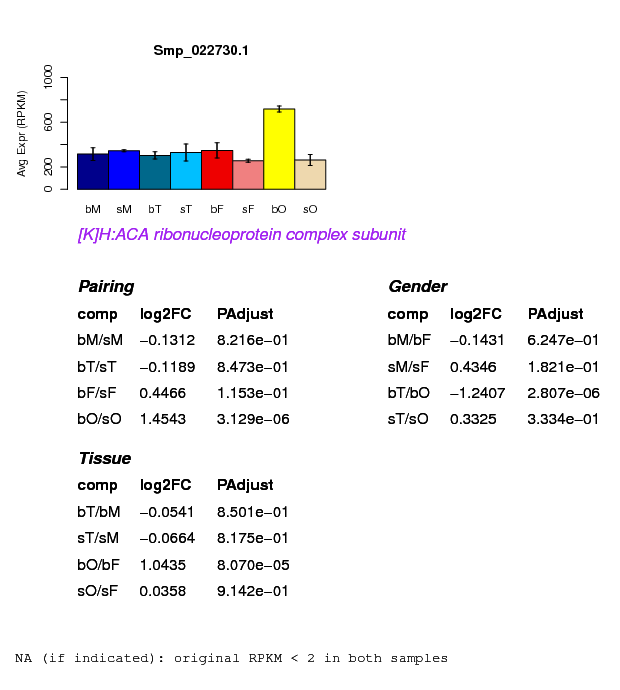 Smp_022730.1
Avg Expr (RPKM)
1000
600
200
0
bM sM bT sT bF sF bO sO
[K]H:ACA ribonucleoprotein complex subunit
Pairing
comp log2FC PAdjust
bM/sM −0.1312 8.216e−01
bT/sT −0.1189 8.473e−01
bF/sF 0.4466 1.153e−01
bO/sO 1.4543 3.129e−06
Gender
comp log2FC PAdjust
bM/bF −0.1431 6.247e−01
sM/sF 0.4346 1.821e−01
bT/bO −1.2407 2.807e−06
sT/sO 0.3325 3.334e−01
Tissue
comp log2FC PAdjust
bT/bM −0.0541 8.501e−01
sT/sM −0.0664 8.175e−01
bO/bF 1.0435 8.070e−05
sO/sF 0.0358 9.142e−01
NA (if indicated): original RPKM < 2 in both samples